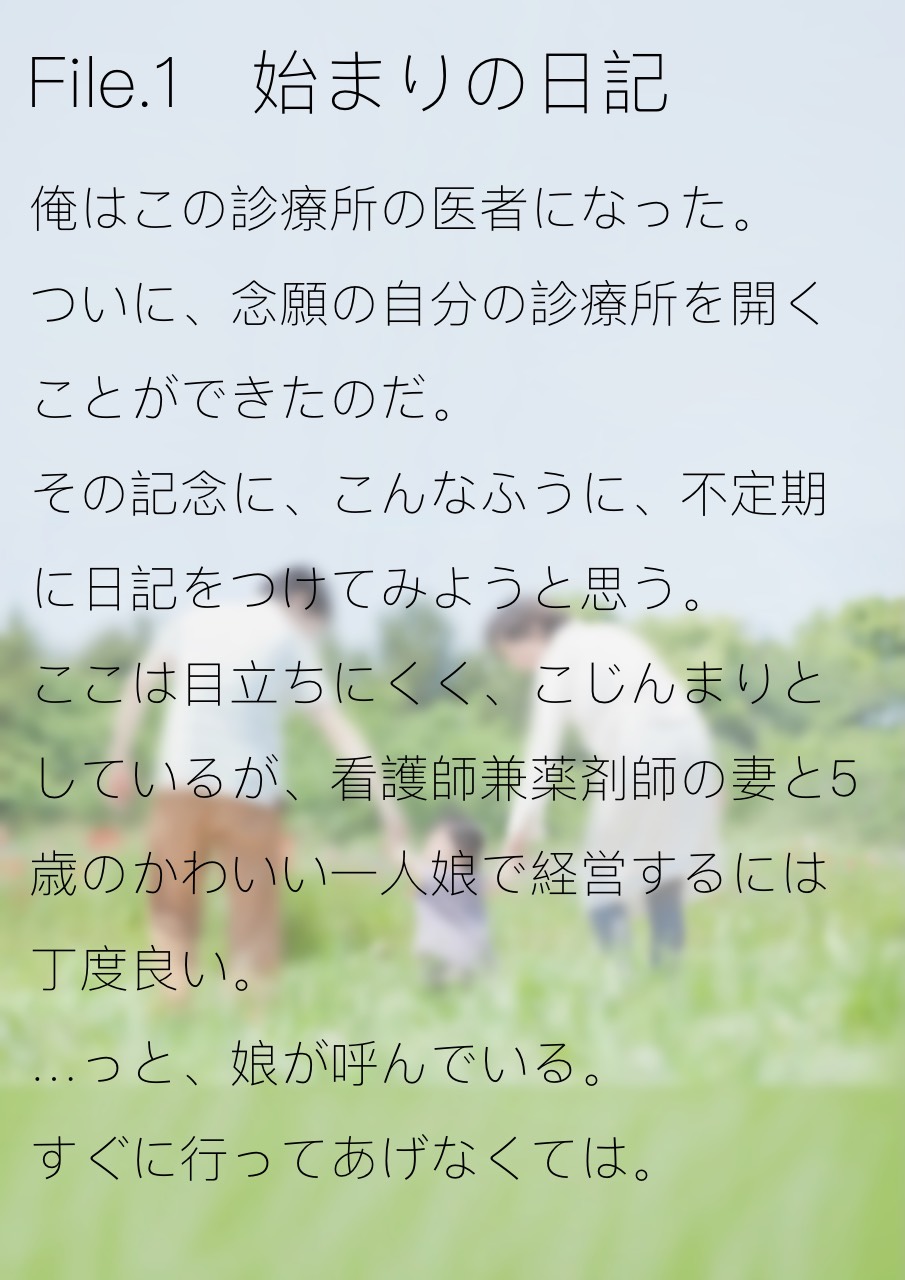 File.1　始まりの日記
俺はこの診療所の医者になった。
ついに、念願の自分の診療所を開く
ことができたのだ。
その記念に、こんなふうに、不定期
に日記をつけてみようと思う。
ここは目立ちにくく、こじんまりと
しているが、看護師兼薬剤師の妻と5
歳のかわいい一人娘で経営するには
丁度良い。
…っと、娘が呼んでいる。
すぐに行ってあげなくては。